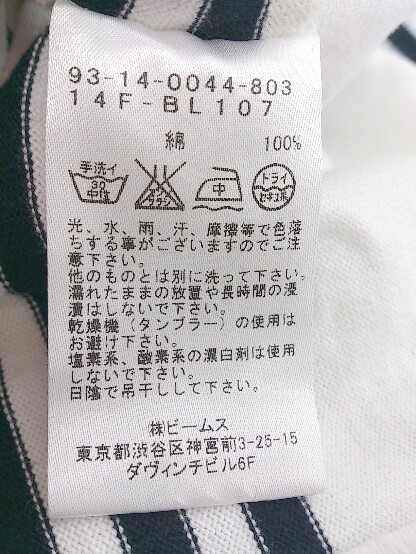 93-14-0044-803
14F-BL107
綿 100%
手洗イ
30
中性
エンソ
サラシ
中
ドライ
セキユ系
光、水、雨、汗、摩擦等で色落
ちする事がございますのでご注
意下さい。
他のものとは別に洗って下さい。
濡れたままの放置や長時間の浸
漬はしないで下さい。
乾燥機（タンブラー）の使用は
お避け下さい。
塩素系、酸素系の漂白剤は使用
しないで下さい。
日陰で吊干しして下さい。
㈱ビームス
東京都渋谷区神宮前3-25-15
ダヴィンチビル6F